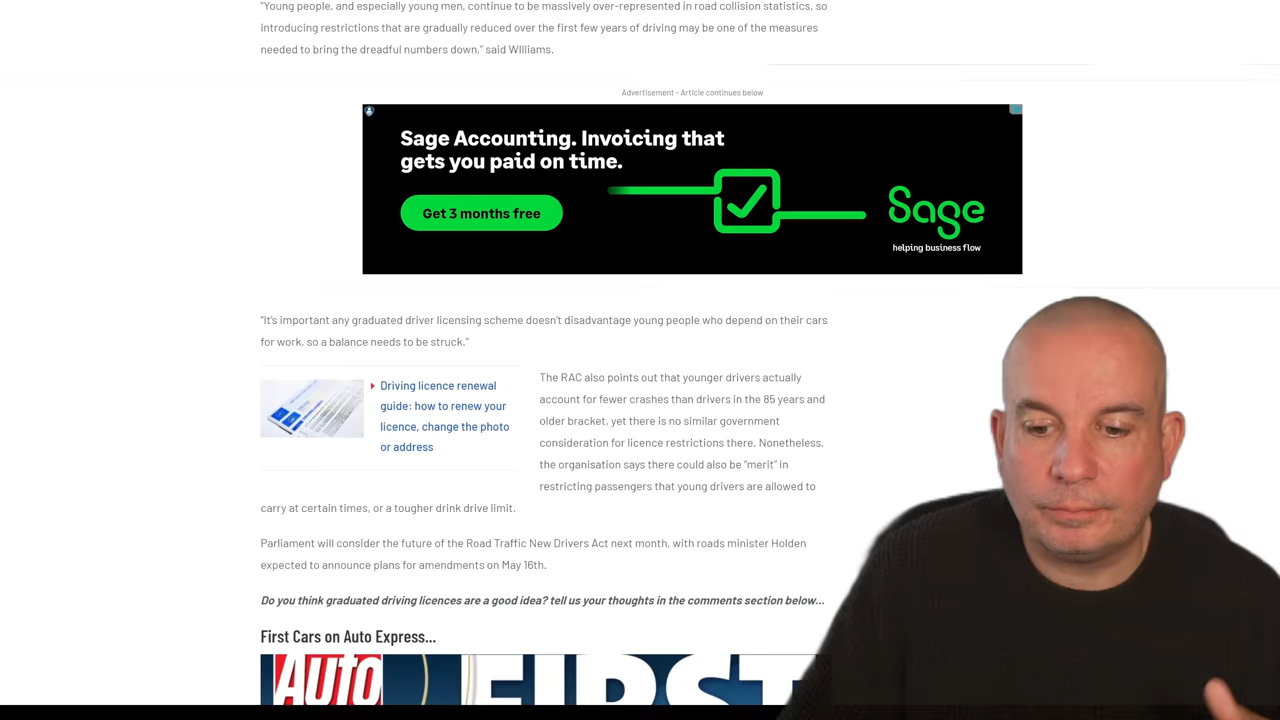 “Young people, and especially young men, continue to be massively over-represented in road collision statistics, so
introducing restrictions that are gradually reduced over the first few years of driving may be one of the measures
needed to bring the dreadful numbers down,” said WIlliams.
Advertisement - Article continues below
Sage Accounting. Invoicing that
gets you paid on time.
Get 3 months free
Sage
helping business flow
“It’s important any graduated driver licensing scheme doesn’t disadvantage young people who depend on their cars
for work, so a balance needs to be struck.”
Driving licence renewal
guide: how to renew your
licence, change the photo
or address
The RAC also points out that younger drivers actually
account for fewer crashes than drivers in the 85 years and
older bracket, yet there is no similar government
consideration for licence restrictions there. Nonetheless,
the organisation says there could also be “merit” in
restricting passengers that young drivers are allowed to
carry at certain times, or a tougher drink drive limit.
Parliament will consider the future of the Road Traffic New Drivers Act next month, with roads minister Holden
expected to announce plans for amendments on May 16th.
Do you think graduated driving licences are a good idea? tell us your thoughts in the comments section below...
First Cars on Auto Express...
Auto
FIRST